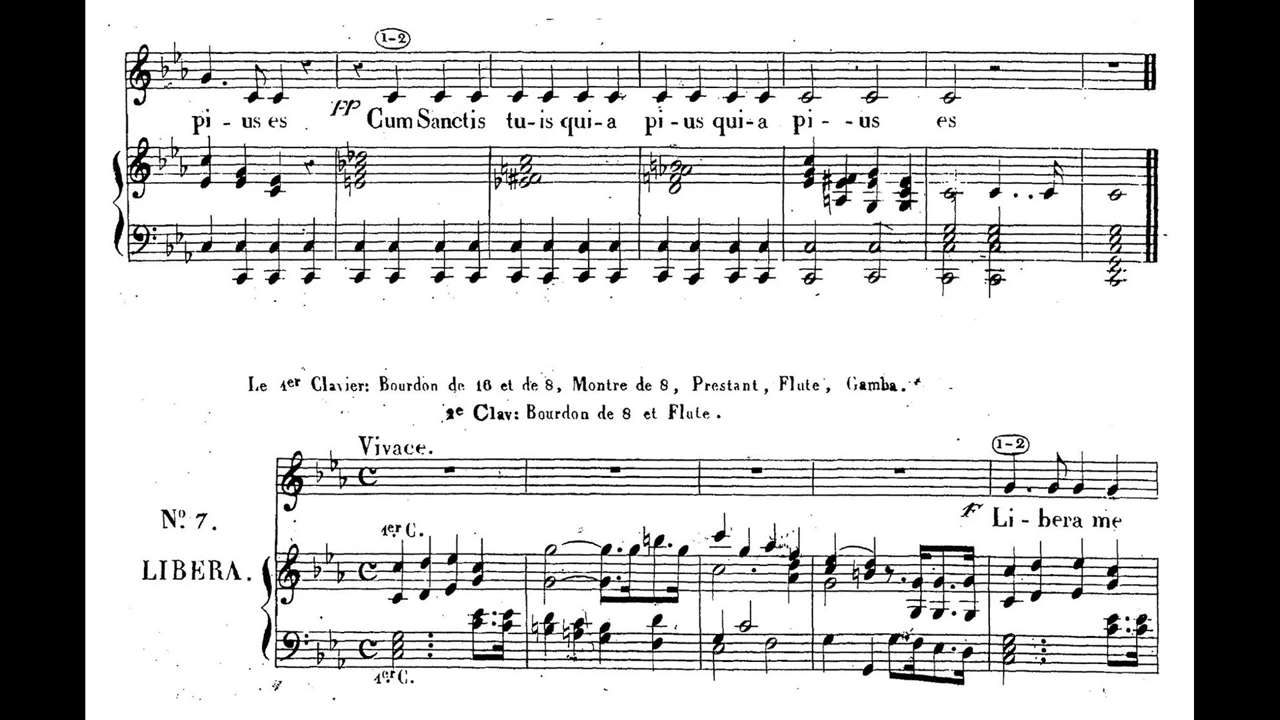 1-2
pi - us es FP Cum Sanctis tu-is qui-a pi-us qui-a pi--us es
Le 1er Clavier: Bourdon de 16 et de 8, Montre de 8, Prestant, Flute, Gamba.
2e Clav: Bourdon de 8 et Flute.
Vivace.
1-2
F Li-bera me
No. 7.
LIBERA.
1er C.
1er C.